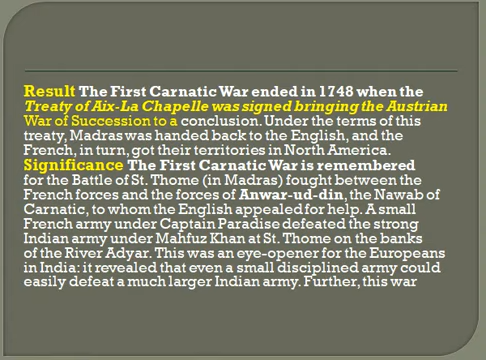 Result The First Carnatic War ended in 1748 when the
Treaty of Aix-La Chapelle was signed bringing the Austrian
War of Succession to a conclusion. Under the terms of this
treaty, Madras was handed back to the English, and the
French, in turn, got their territories in North America.
Significance The First Carnatic War is remembered
for the Battle of St. Thome (in Madras) fought between the
French forces and the forces of Anwar-ud-din, the Nawab of
Carnatic, to whom the English appealed for help. A small
French army under Captain Paradise defeated the strong
Indian army under Mahfuz Khan at St. Thome on the banks
of the River Adyar. This was an eye-opener for the Europeans
in India: it revealed that even a small disciplined army could
easily defeat a much larger Indian army. Further, this war